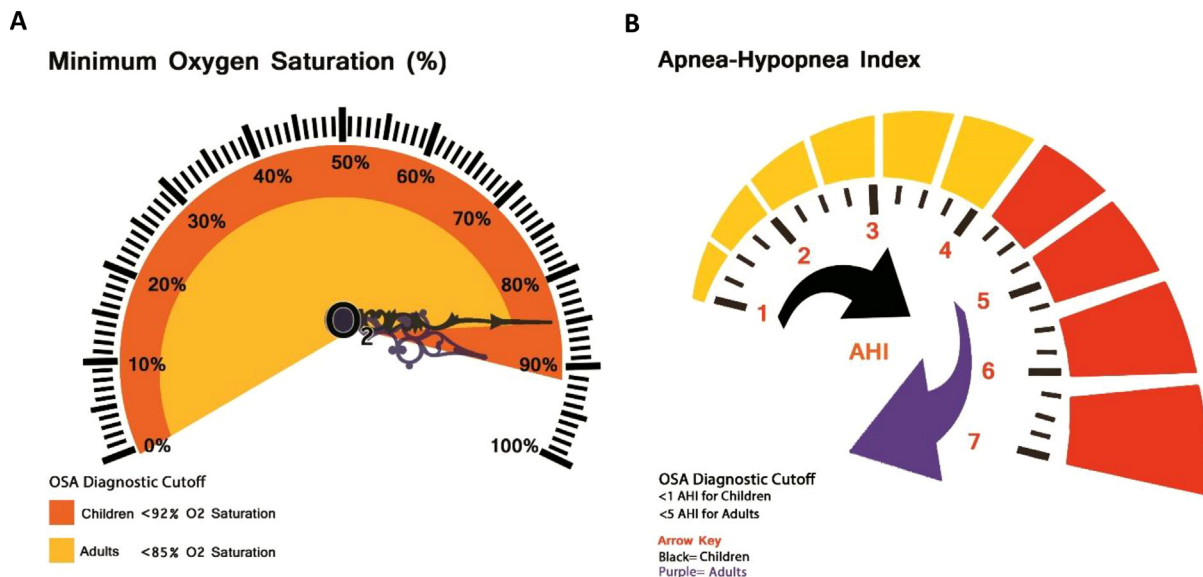 A
Minimum Oxygen Saturation (%)
0%
10%
20%
30%
40%
50%
60%
70%
80%
90%
100%
O2
OSA Diagnostic Cutoff
Children <92% O2 Saturation
Adults <85% O2 Saturation
B
Apnea-Hypopnea Index
1
2
3
4
5
6
7
AHI
OSA Diagnostic Cutoff
<1 AHI for Children
<5 AHI for Adults
Arrow Key
Black= Children
Purple= Adults